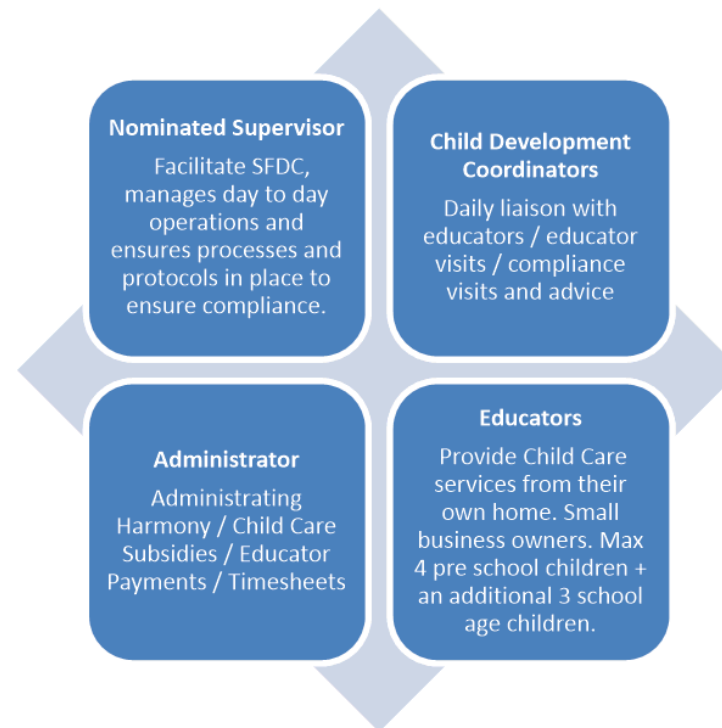 Nominated Supervisor
Facilitate SFDC,
manages day to day
operations and
ensures processes and
protocols in place to
ensure compliance.
Child Development
Coordinators
Daily liaison with
educators / educator
visits / compliance
visits and advice
Administrator
Administrating
Harmony / Child Care
Subsidies / Educator
Payments / Timesheets
Educators
Provide Child Care
services from their
own home. Small
business owners. Max
4 pre school children +
an additional 3 school
age children.